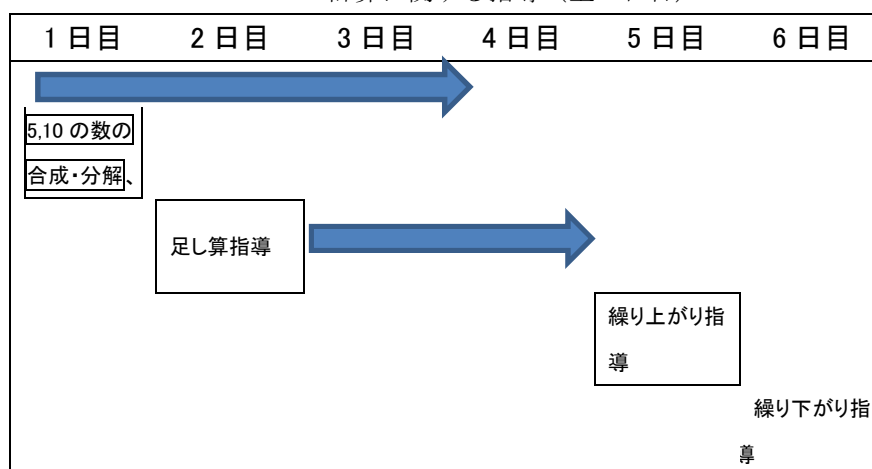 1 日目 2 日目 3 日目 4 日目 5 日目 6 日目
5,10 の数の
合成・分解、
足し算指導
繰り上がり指
導
繰り下がり指
導